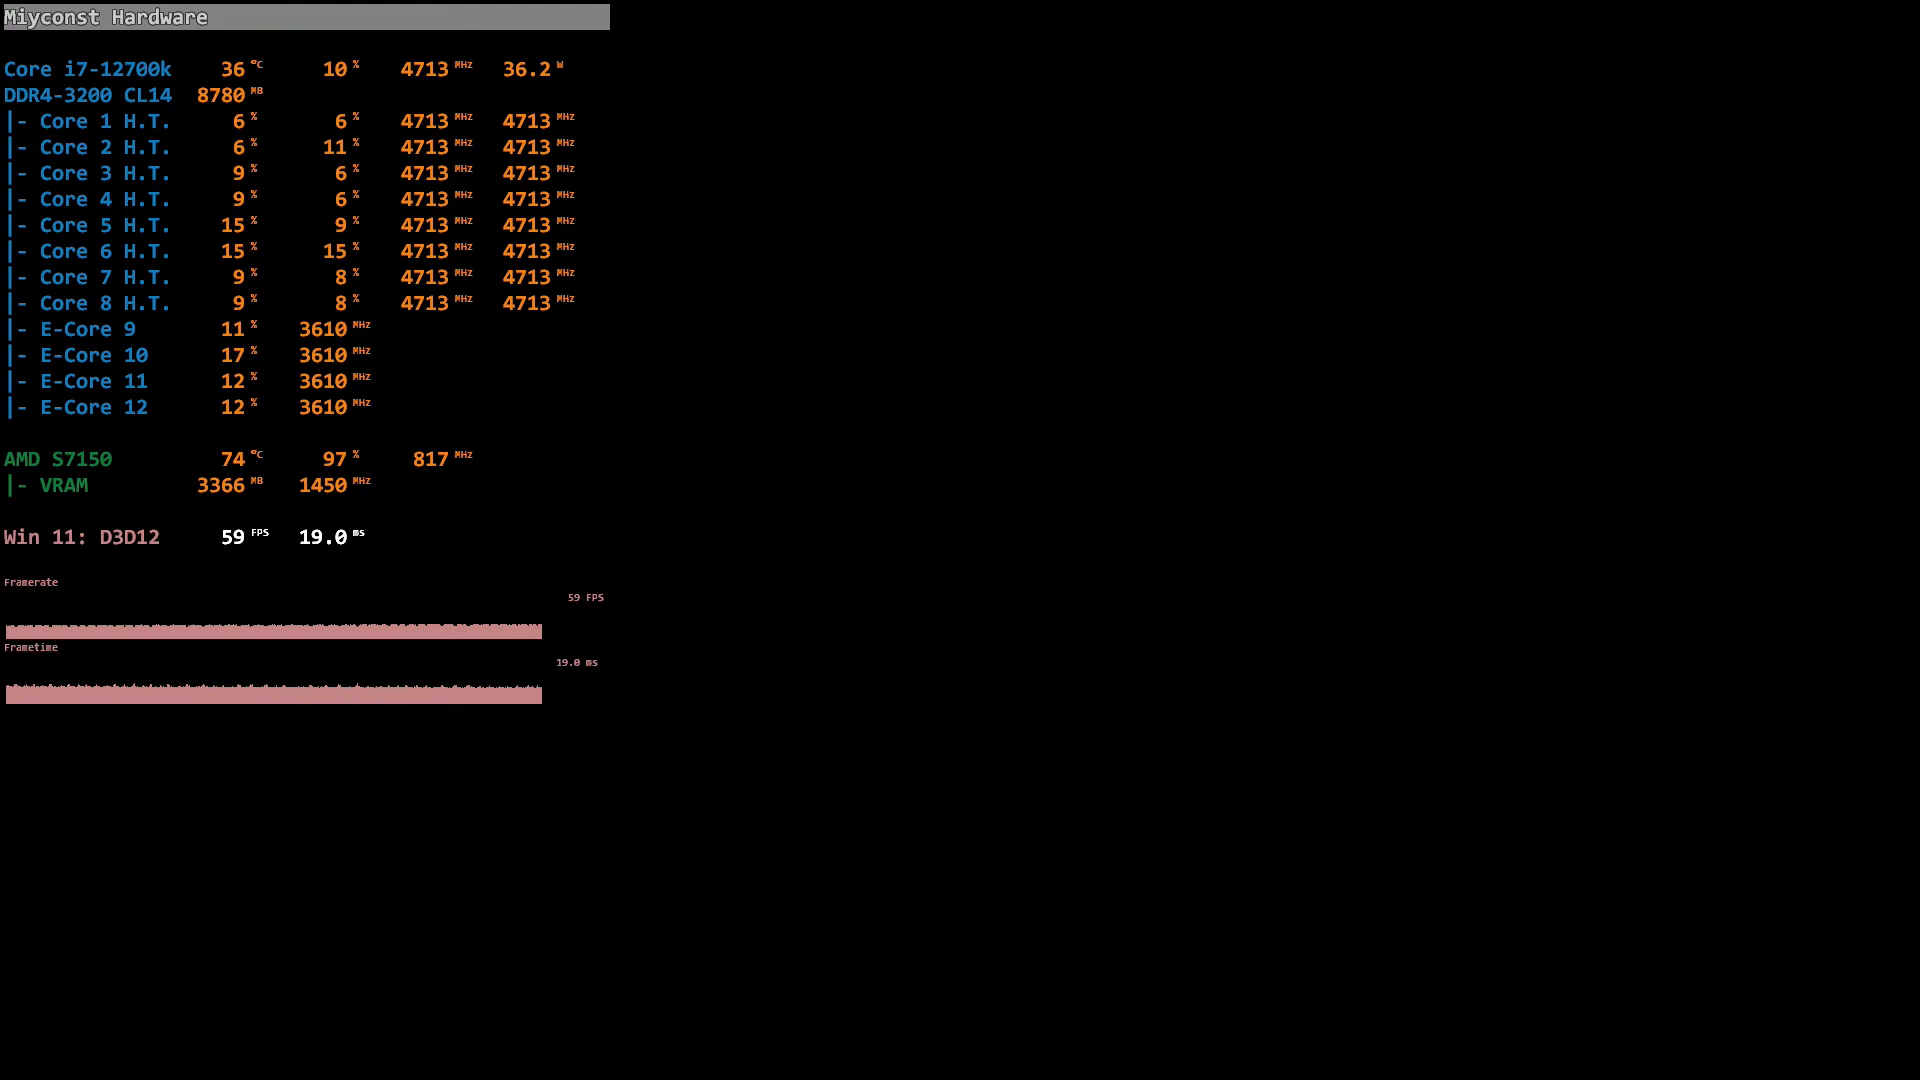 Miyconst Hardware
Core i7-12700k 36 °C 10 % 4713 MHz 36.2 W
DDR4-3200 CL14 8780 MB
|- Core 1 H.T. 6 % 6 % 4713 MHz 4713 MHz
|- Core 2 H.T. 6 % 11 % 4713 MHz 4713 MHz
|- Core 3 H.T. 9 % 6 % 4713 MHz 4713 MHz
|- Core 4 H.T. 9 % 6 % 4713 MHz 4713 MHz
|- Core 5 H.T. 15 % 9 % 4713 MHz 4713 MHz
|- Core 6 H.T. 15 % 15 % 4713 MHz 4713 MHz
|- Core 7 H.T. 9 % 8 % 4713 MHz 4713 MHz
|- Core 8 H.T. 9 % 8 % 4713 MHz 4713 MHz
|- E-Core 9 11 % 3610 MHz
|- E-Core 10 17 % 3610 MHz
|- E-Core 11 12 % 3610 MHz
|- E-Core 12 12 % 3610 MHz
AMD S7150 74 °C 97 % 817 MHz
|- VRAM 3366 MB 1450 MHz
Win 11: D3D12 59 FPS 19.0 ms
Framerate
59 FPS
Frametime
19.0 ms